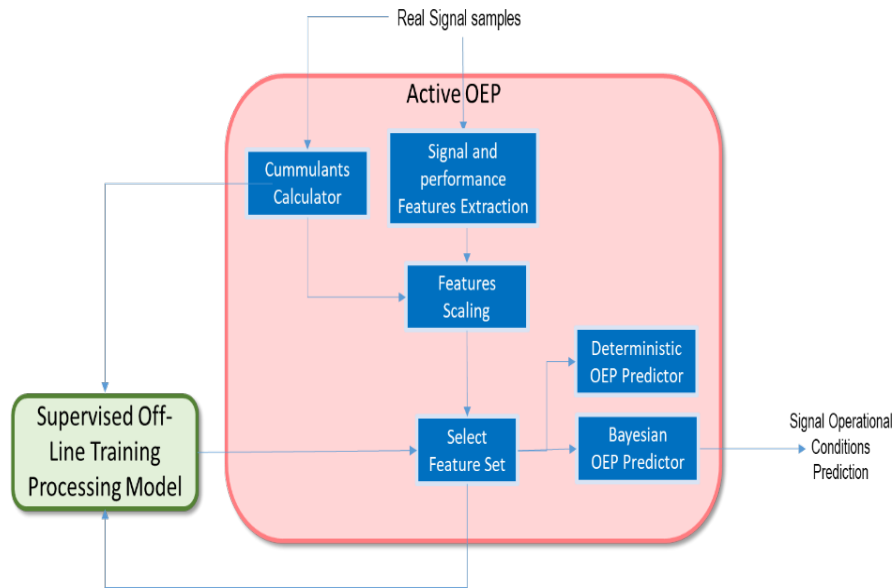 Real Signal samples
Active OEP
Cummulants
Calculator
Signal and
performance
Features Extraction
Features
Scaling
Deterministic
OEP Predictor
Supervised Off-
Line Training
Processing Model
Select
Feature Set
Bayesian
OEP Predictor
Signal Operational
Conditions
Prediction